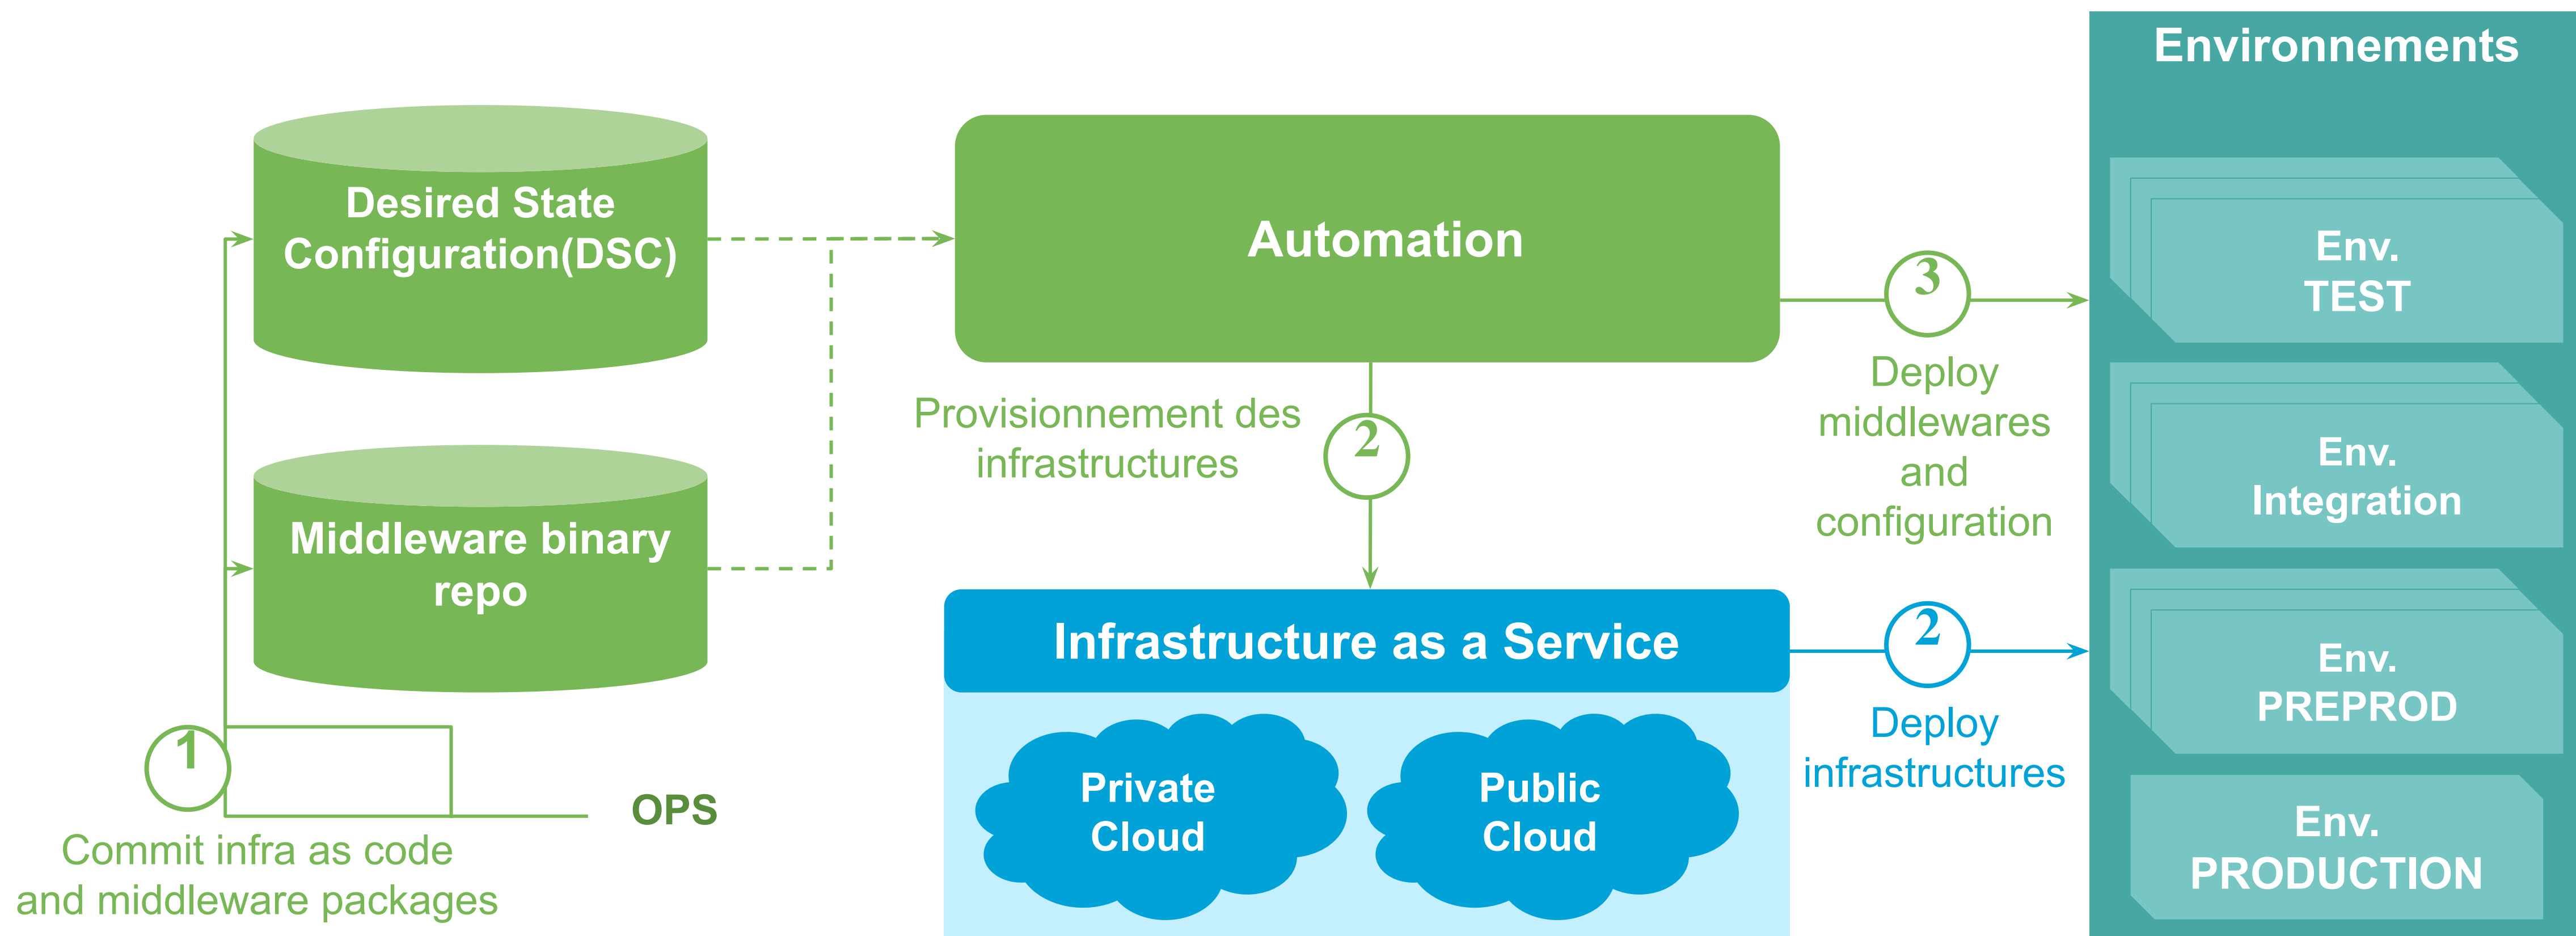 Environnements
Desired State
Configuration(DSC)
Automation
Env.
TEST
3
Deploy
middlewares
and
configuration
Provisionnement des
infrastructures
2
Env.
Integration
Middleware binary
repo
Infrastructure as a Service
2
Deploy
infrastructures
Env.
PREPROD
Private
Cloud
Public
Cloud
1
OPS
Commit infra as code
and middleware packages
Env.
PRODUCTION